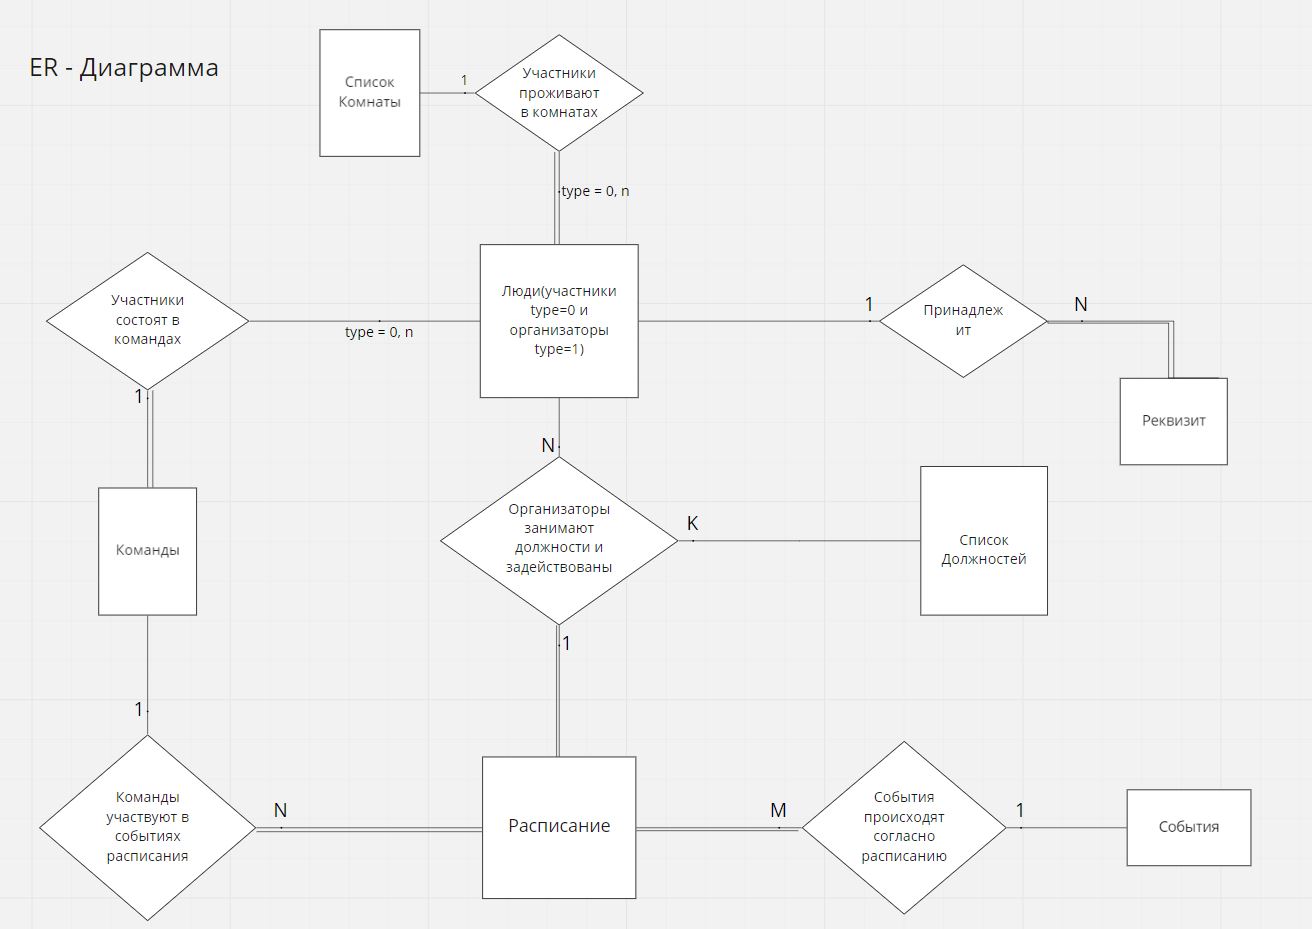 ER - Диаграмма
Список
Комнаты
1
Участники
проживают
в комнатах
type = 0, n
Участники
состоят в
командах
type = 0, n
Люди(участники
type=0 и
организаторы
type=1)
1
Принадлеж
ит
N
Реквизит
1
N
Организаторы
занимают
должности и
задействованы
K
Список
Должностей
Команды
1
1
Команды
участвуют в
событиях
расписания
N
Расписание
M
События
происходят
согласно
расписанию
1
События